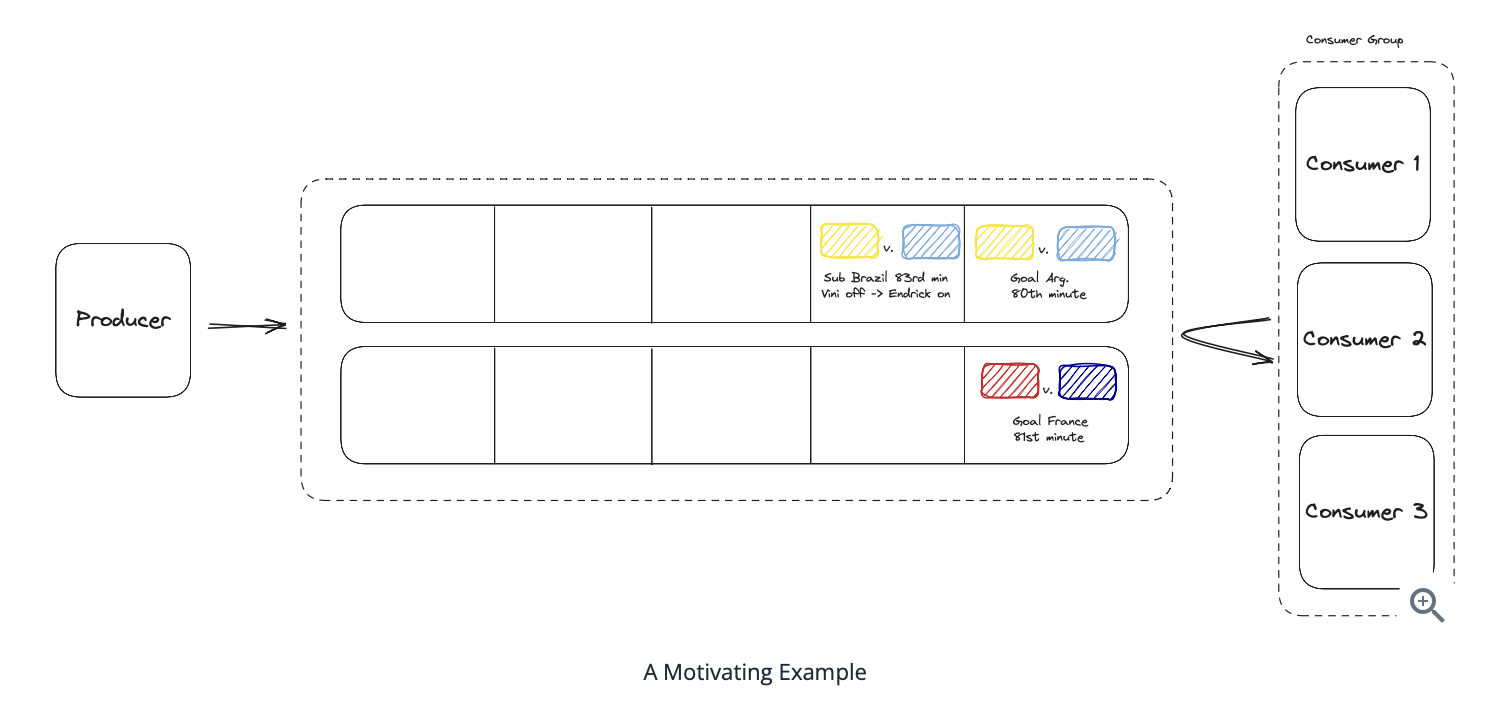 Consumer Group
Consumer 1
Producer
v.
Sub Brazil 83rd min
Vini off -> Endrick on
v.
Goal Arg.
80th minute
Consumer 2
v.
Goal France
81st minute
Consumer 3
A Motivating Example